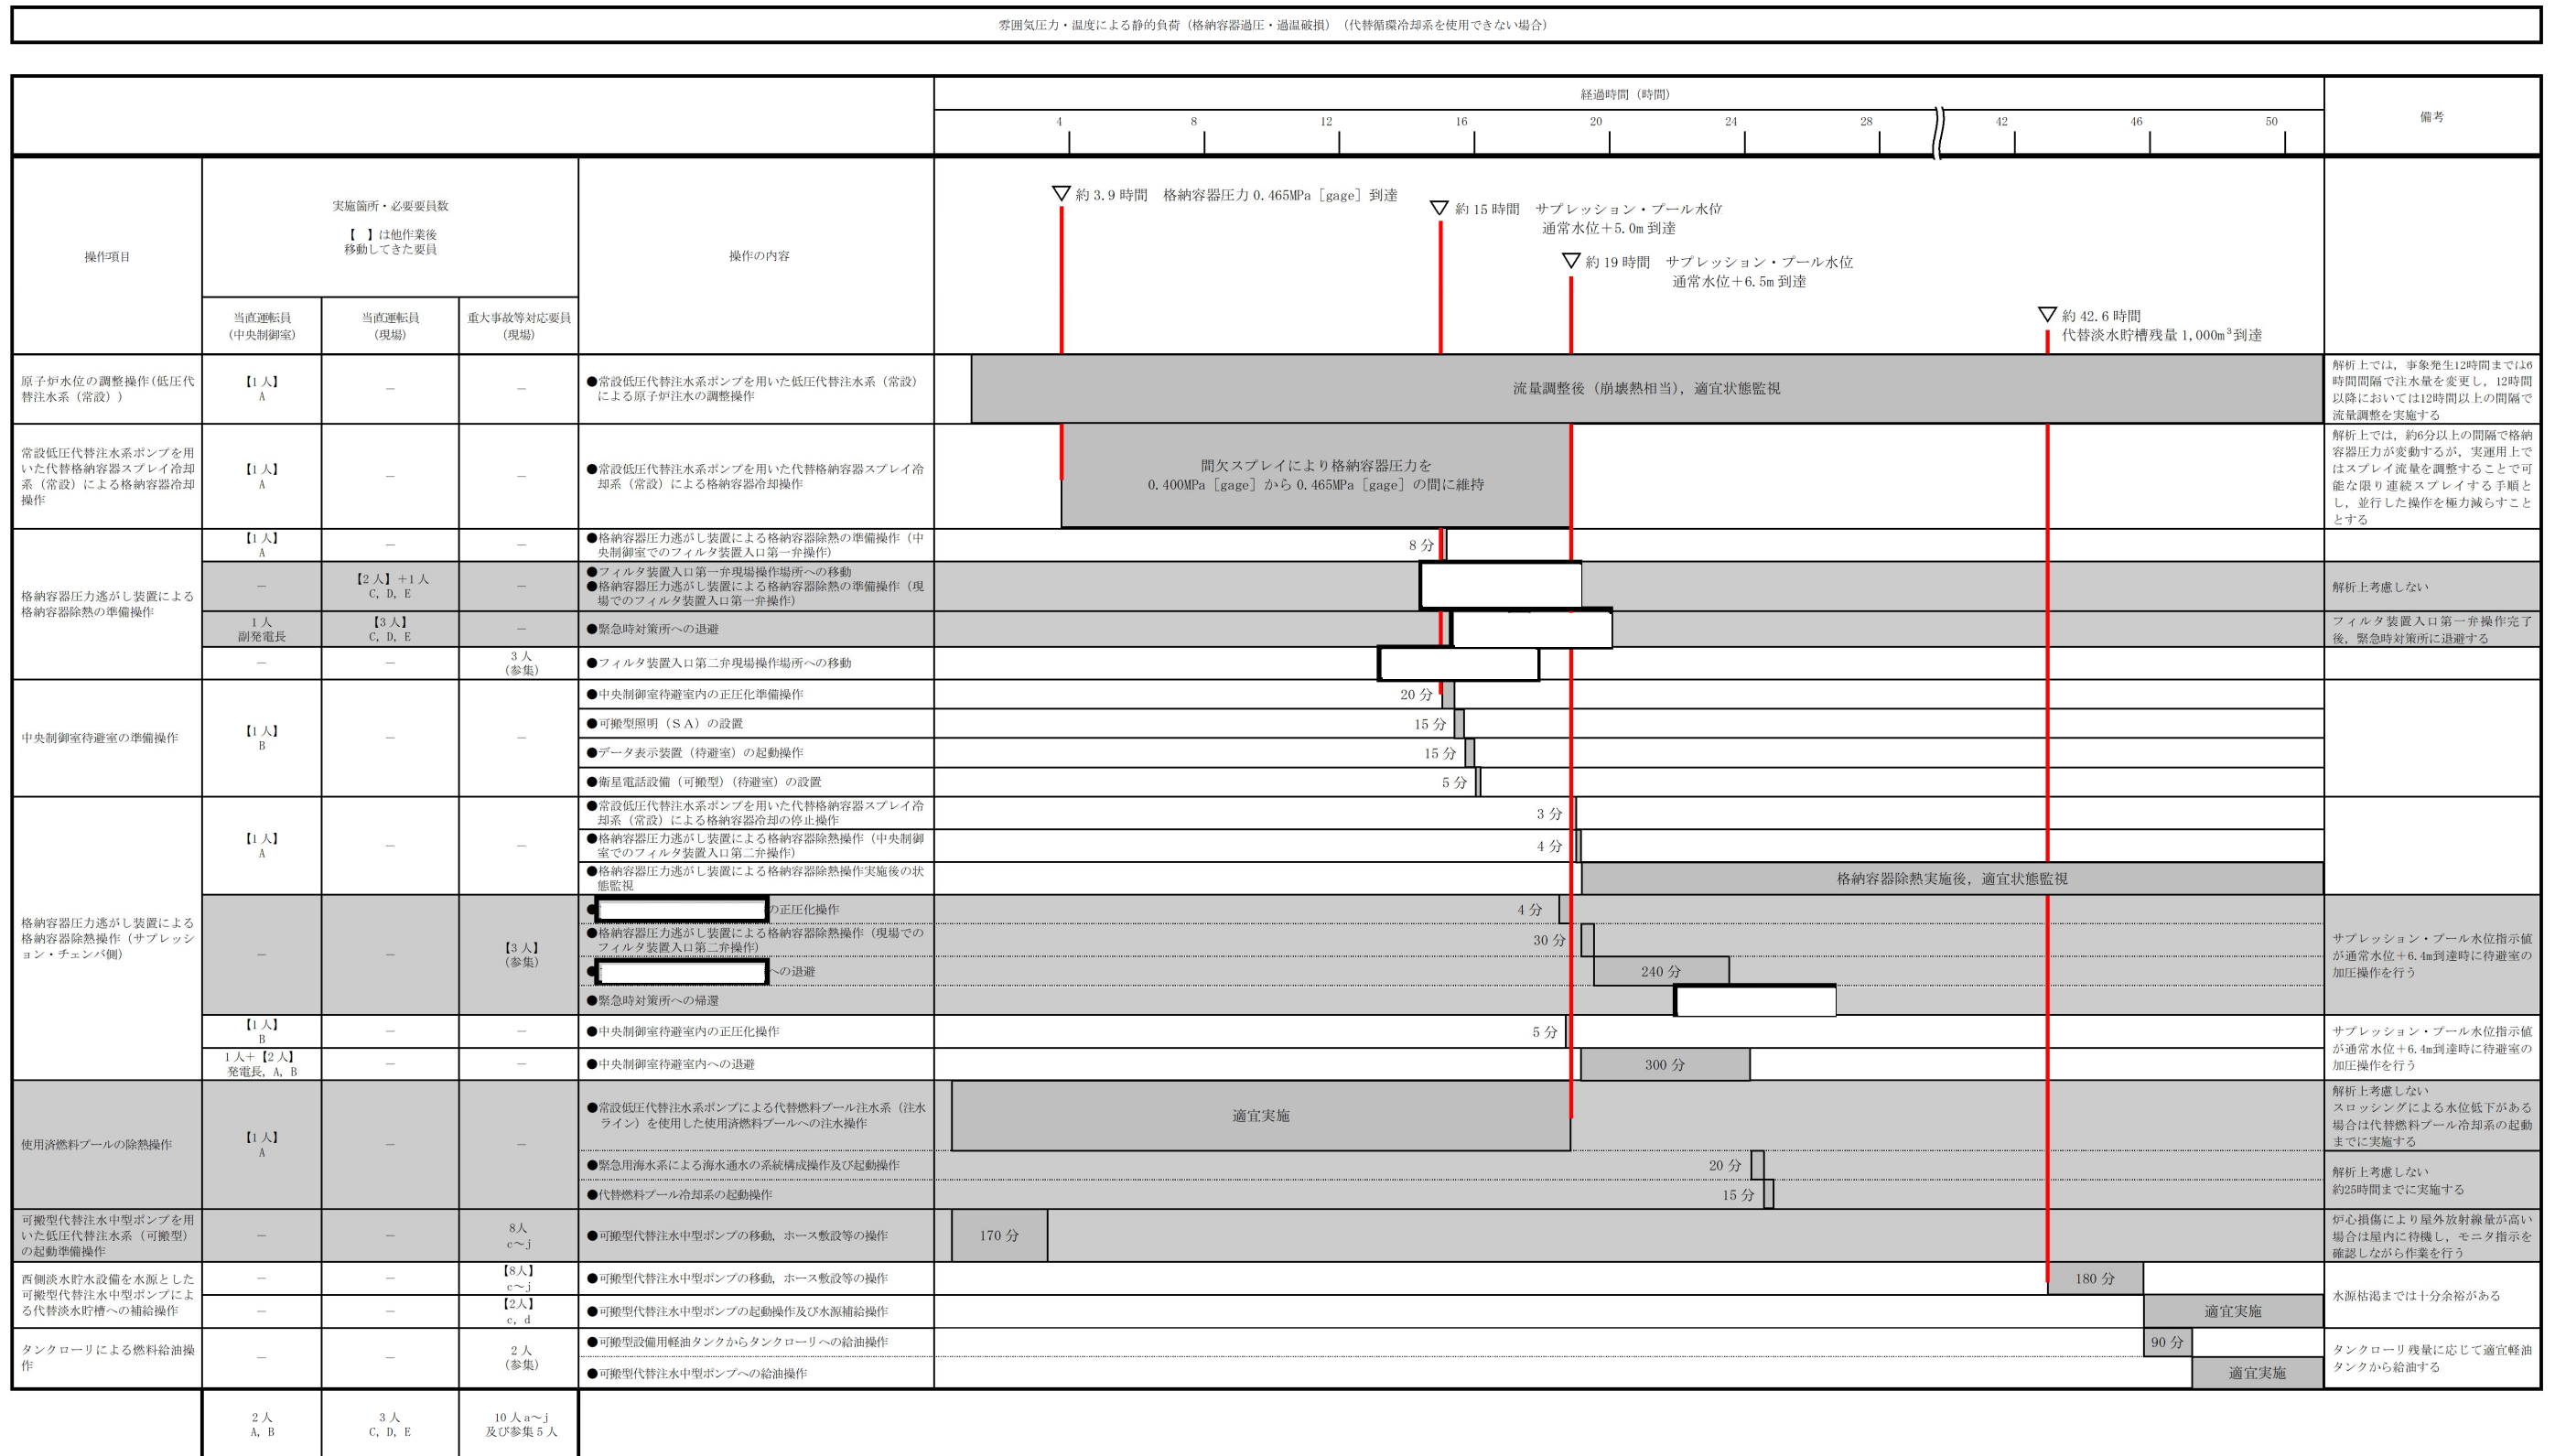 雰囲気圧力・温度による静的負荷（格納容器過圧・過温破損）（代替循環冷却系を使用できない場合）
経過時間（時間）
備考
4 8 12 16 20 24 28 42 46 50
操作項目
実施箇所・必要要員数
【　】は他作業後
移動してきた要員
操作の内容
当直運転員
（中央制御室）
当直運転員
（現場）
重大事故等対応要員
（現場）
▽約 3.9 時間　格納容器圧力 0.465MPa［gage］到達
▽約 15 時間　サプレッション・プール水位
通常水位＋5.0m 到達
▽約 19 時間　サプレッション・プール水位
通常水位＋6.5m 到達
▽約 42.6 時間
代替淡水貯槽残量 1,000m³到達
原子炉水位の調整操作（低圧代
替注水系（常設））
【1 人】
A
－
－
●常設低圧代替注水系ポンプを用いた低圧代替注水系（常設）
による原子炉注水の調整操作
流量調整後（崩壊熱相当），適宜状態監視
解析上では，事象発生12時間までは6
時間間隔で注水量を変更し，12時間
以降においては12時間以上の間隔で
流量調整を実施する
常設低圧代替注水系ポンプを用
いた代替格納容器スプレイ冷却
系（常設）による格納容器冷却
操作
【1 人】
A
－
－
●常設低圧代替注水系ポンプを用いた代替格納容器スプレイ冷
却系（常設）による格納容器冷却操作
間欠スプレイにより格納容器圧力を
0.400MPa［gage］から 0.465MPa［gage］の間に維持
解析上では，約6分以上の間隔で格納
容器圧力が変動するが，実運用上で
はスプレイ流量を調整することで可
能な限り連続スプレイする手順と
し，並行した操作を極力減らすこと
とする
格納容器圧力逃がし装置による
格納容器除熱の準備操作
【1 人】
A
－
－
●格納容器圧力逃がし装置による格納容器除熱の準備操作（中
央制御室でのフィルタ装置入口第一弁操作）
8 分
－
【2 人】＋1 人
C, D, E
－
●フィルタ装置入口第一弁現場操作場所への移動
●格納容器圧力逃がし装置による格納容器除熱の準備操作（現
場でのフィルタ装置入口第一弁操作）
解析上考慮しない
1 人
副発電長
【3 人】
C, D, E
－
●緊急時対策所への退避
フィルタ装置入口第一弁操作完了
後，緊急時対策所に退避する
－
－
3 人
（参集）
●フィルタ装置入口第二弁現場操作場所への移動
中央制御室待避室の準備操作
【1 人】
B
－
－
●中央制御室待避室内の正圧化準備操作
20 分
●可搬型照明（ＳＡ）の設置
15 分
●データ表示装置（待避室）の起動操作
15 分
●衛星電話設備（可搬型）（待避室）の設置
5 分
格納容器圧力逃がし装置による
格納容器除熱操作（サプレッシ
ョン・チェンバ側）
【1 人】
A
－
－
●常設低圧代替注水系ポンプを用いた代替格納容器スプレイ冷
却系（常設）による格納容器冷却の停止操作
3 分
●格納容器圧力逃がし装置による格納容器除熱操作（中央制御
室でのフィルタ装置入口第二弁操作）
4 分
●格納容器圧力逃がし装置による格納容器除熱操作実施後の状
態監視
格納容器除熱実施後，適宜状態監視
－
－
【3 人】
（参集）
●
の正圧化操作
4 分
●格納容器圧力逃がし装置による格納容器除熱操作（現場での
フィルタ装置入口第二弁操作）
30 分
●
への退避
240 分
●緊急時対策所への帰還
サプレッション・プール水位指示値
が通常水位＋6.4m到達時に待避室の
加圧操作を行う
【1 人】
B
－
－
●中央制御室待避室内の正圧化操作
5 分
1 人＋【2 人】
発電長, A, B
－
－
●中央制御室待避室内への退避
300 分
サプレッション・プール水位指示値
が通常水位＋6.4m到達時に待避室の
加圧操作を行う
使用済燃料プールの除熱操作
【1 人】
A
－
－
●常設低圧代替注水系ポンプによる代替燃料プール注水系（注水
ライン）を使用した使用済燃料プールへの注水操作
適宜実施
解析上考慮しない
スロッシングによる水位低下がある
場合は代替燃料プール冷却系の起動
までに実施する
●緊急用海水系による海水通水の系統構成操作及び起動操作
20 分
●代替燃料プール冷却系の起動操作
15 分
解析上考慮しない
約25時間までに実施する
可搬型代替注水中型ポンプを用
いた低圧代替注水系（可搬型）
の起動準備操作
－
－
8人
c～j
●可搬型代替注水中型ポンプの移動，ホース敷設等の操作
170 分
炉心損傷により屋外放射線量が高い
場合は屋内に待機し，モニタ指示を
確認しながら作業を行う
西側淡水貯水設備を水源とした
可搬型代替注水中型ポンプによ
る代替淡水貯槽への補給操作
－
－
【8人】
c～j
●可搬型代替注水中型ポンプの移動，ホース敷設等の操作
180 分
－
－
【2人】
c, d
●可搬型代替注水中型ポンプの起動操作及び水源補給操作
適宜実施
水源枯渇までは十分余裕がある
タンクローリによる燃料給油操
作
－
－
2 人
（参集）
●可搬型設備用軽油タンクからタンクローリへの給油操作
90 分
●可搬型代替注水中型ポンプへの給油操作
適宜実施
タンクローリ残量に応じて適宜軽油
タンクから給油する
2 人
A, B
3 人
C, D, E
10 人 a～j
及び参集 5 人